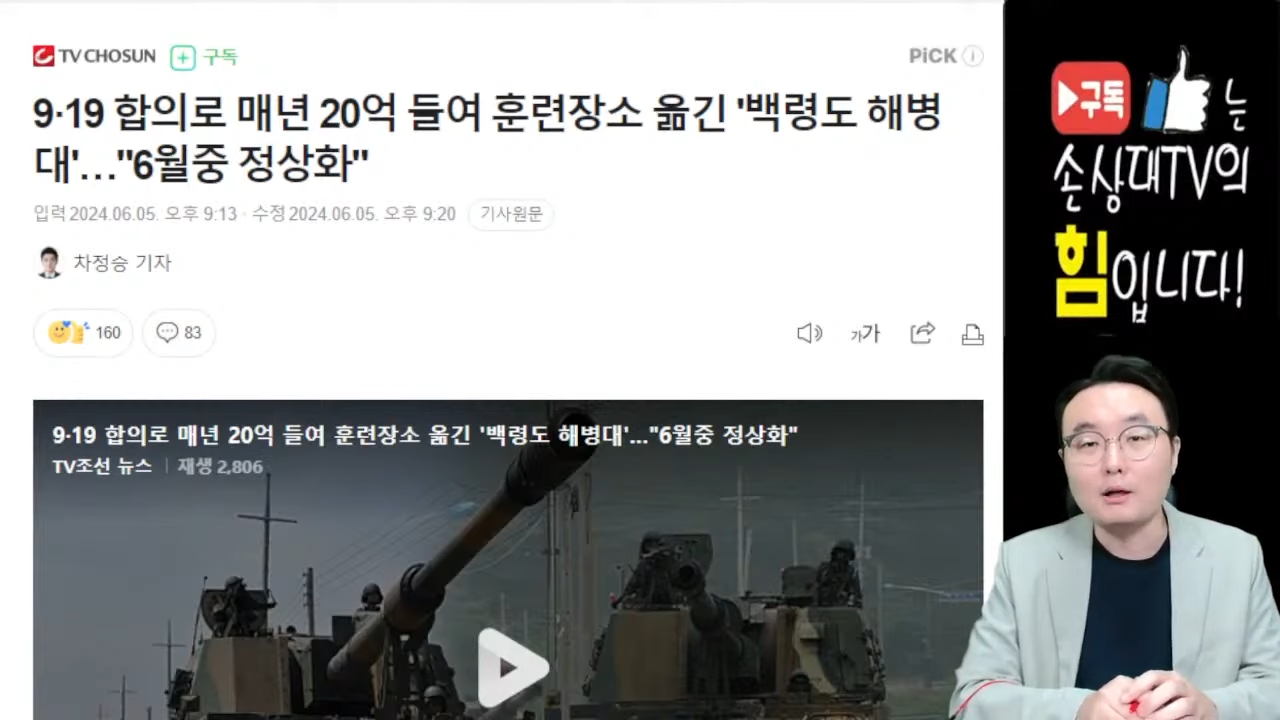 TV CHOSUN 구독
PiCK
9·19 합의로 매년 20억 들여 훈련장소 옮긴 '백령도 해병
대'…"6월중 정상화"
입력 2024.06.05. 오후 9:13 · 수정 2024.06.05. 오후 9:20 기사원문
차정승 기자
160 83
가가
9·19 합의로 매년 20억 들여 훈련장소 옮긴 '백령도 해병대'…"6월중 정상화"
TV조선 뉴스 재생 2,806
구독 는
손상대TV의
힘입니다!